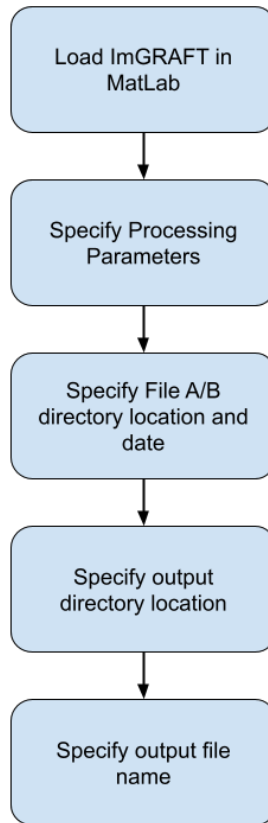 Load ImGRAFT in
MatLab
Specify Processing
Parameters
Specify File A/B
directory location and
date
Specify output
directory location
Specify output file
name